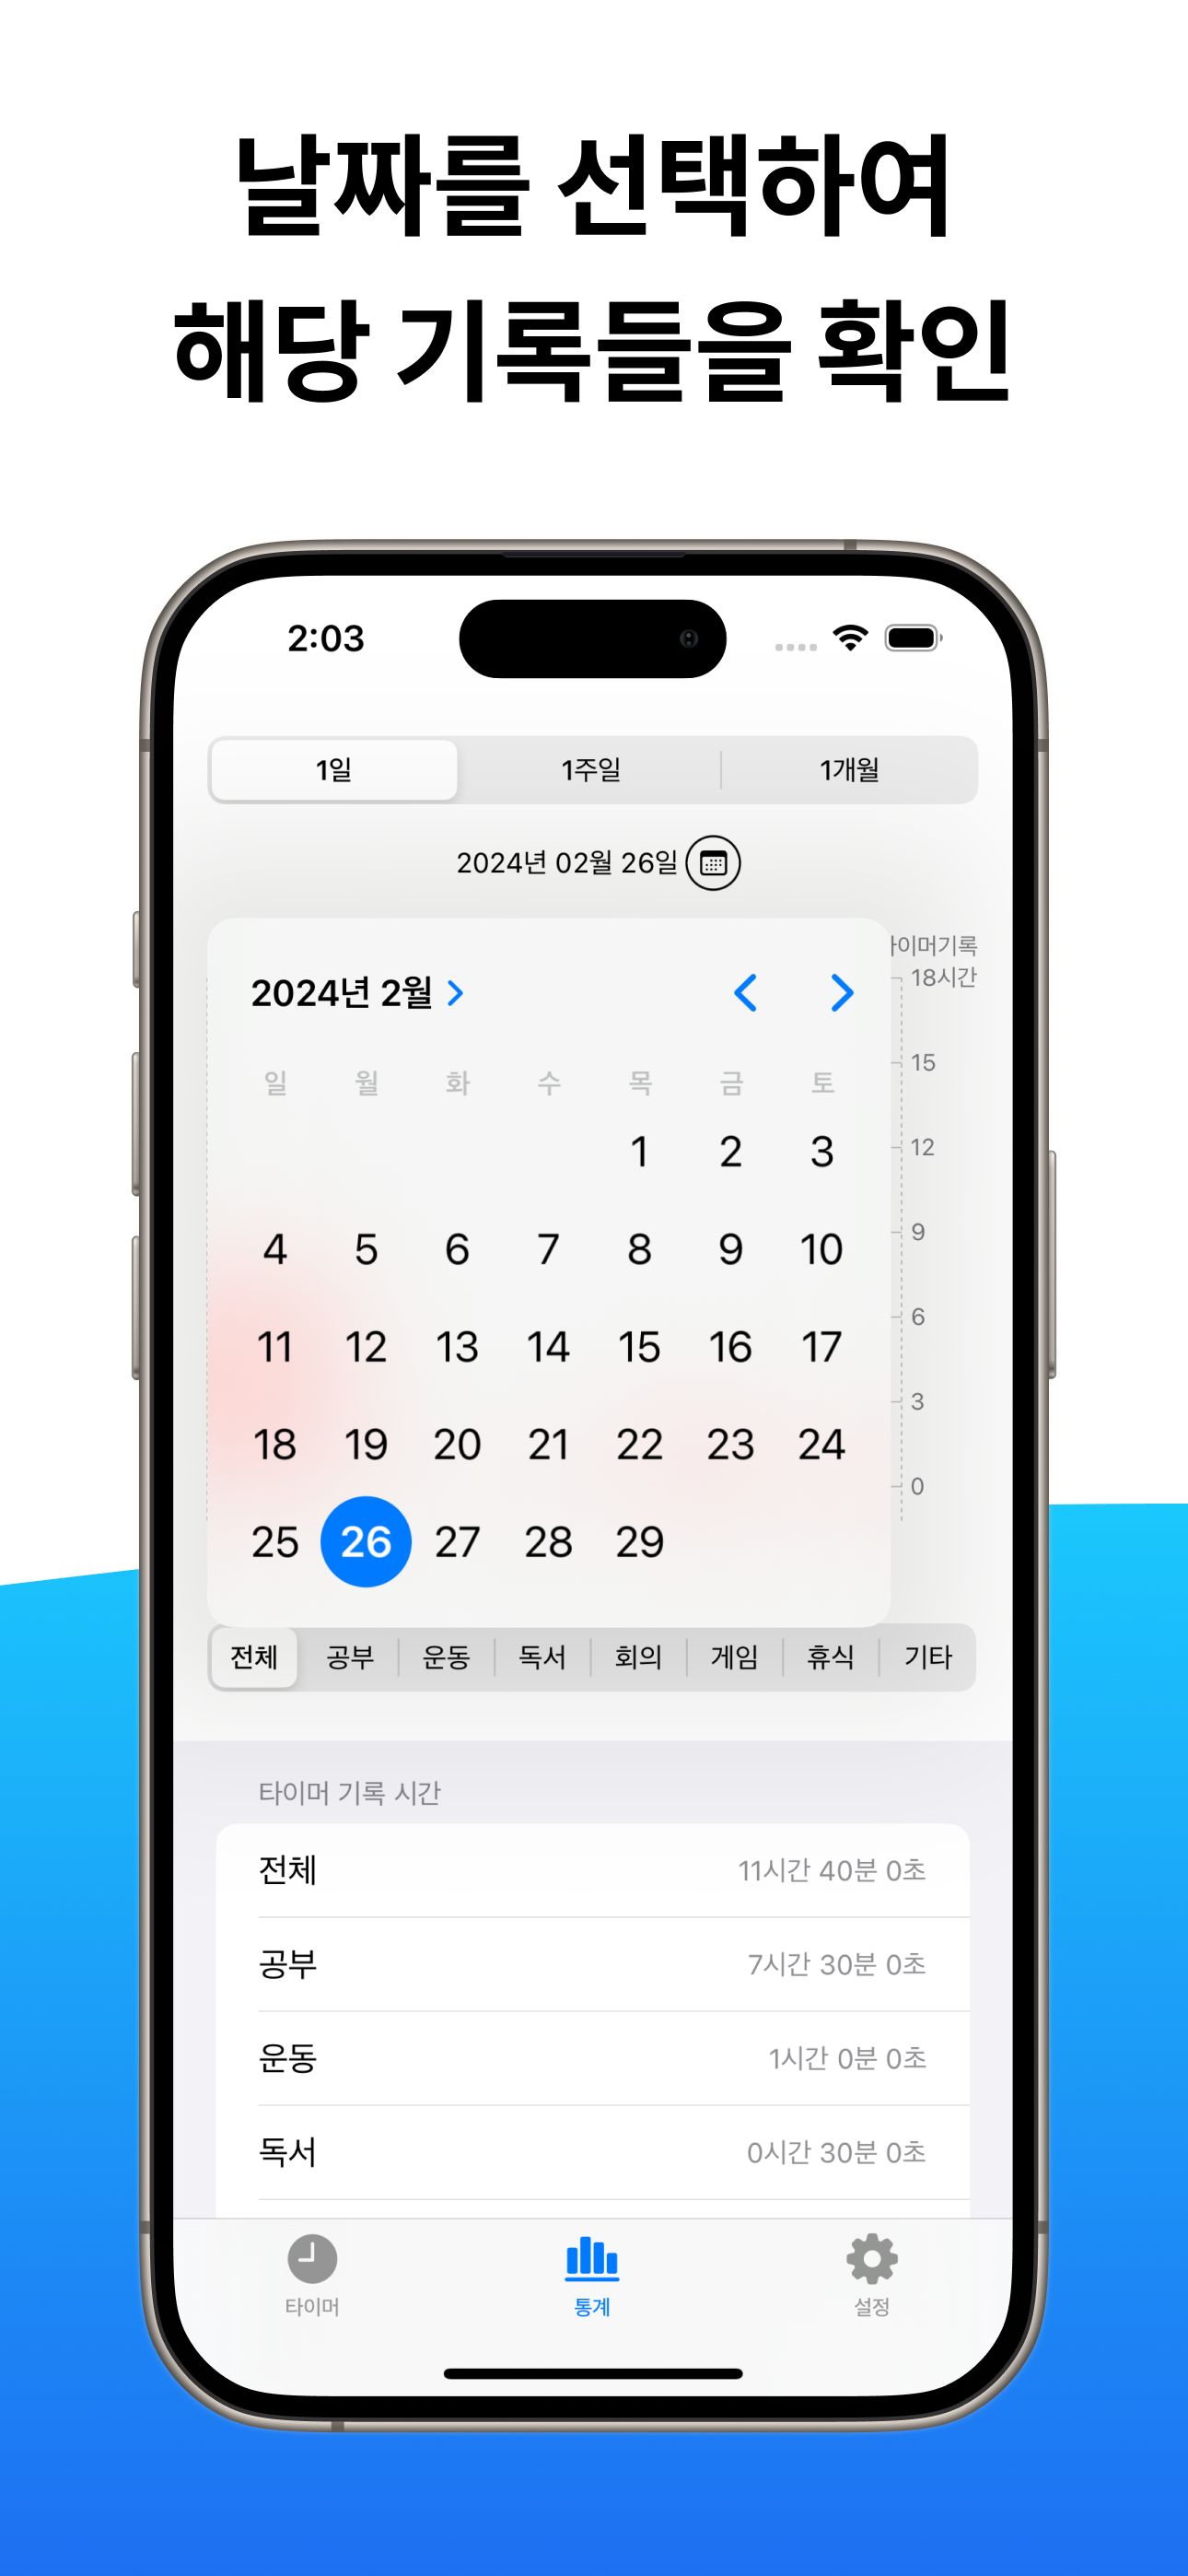 날짜를 선택하여
해당 기록들을 확인
2:03
1일 1주일 1개월
2024년 02월 26일
이머기록
18시간
15
12
9
6
3
0
2024년 2월
일 월 화 수 목 금 토
1 2 3
4 5 6 7 8 9 10
11 12 13 14 15 16 17
18 19 20 21 22 23 24
25 26 27 28 29
전체 공부 운동 독서 회의 게임 휴식 기타
타이머 기록 시간
전체 11시간 40분 0초
공부 7시간 30분 0초
운동 1시간 0분 0초
독서 0시간 30분 0초
타이머 통계 설정